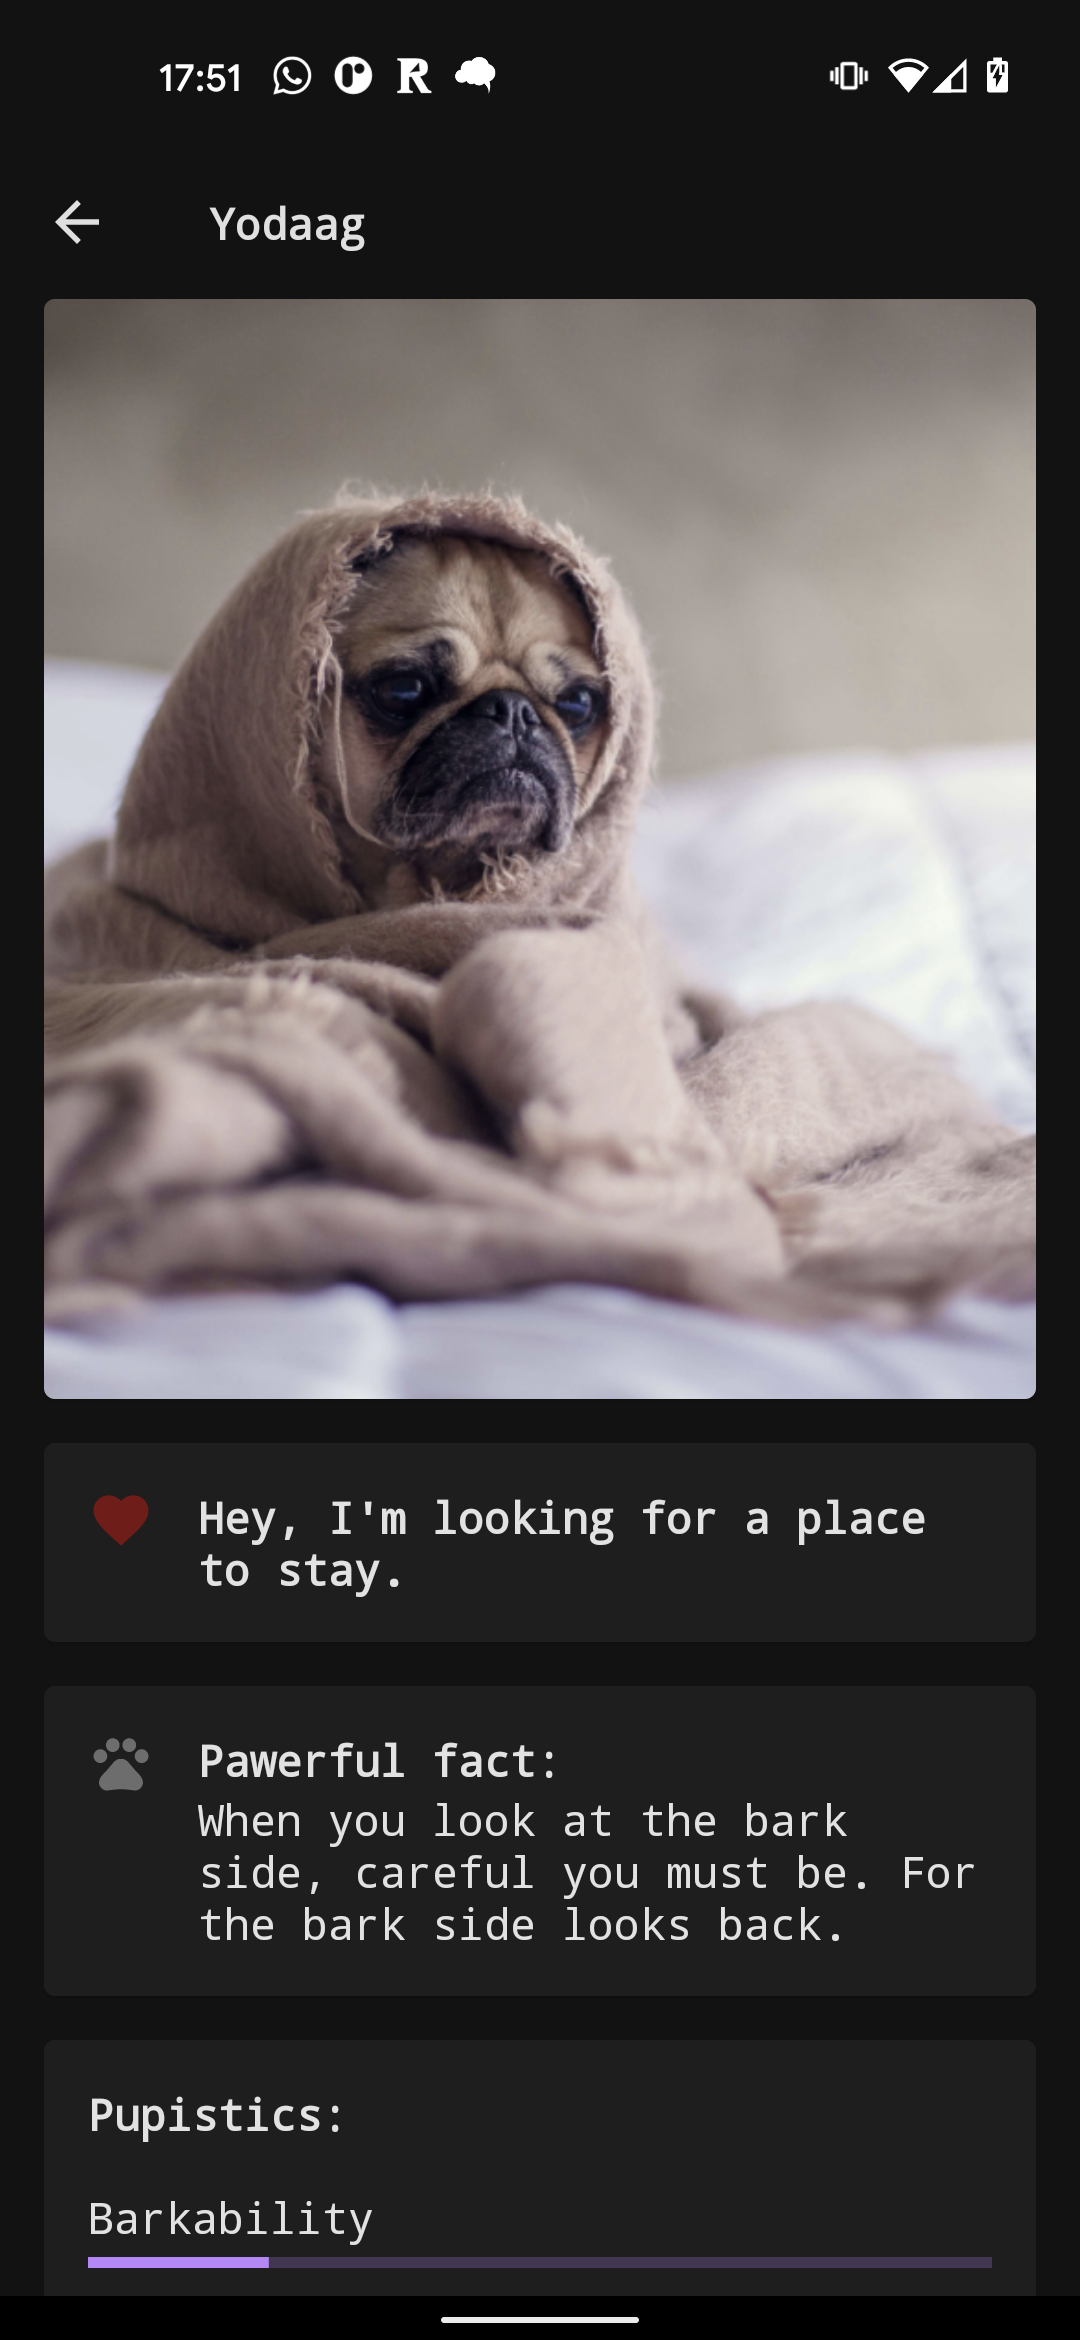 17:51
Yodaag
Hey, I'm looking for a place
to stay.
Pawerful fact:
When you look at the bark
side, careful you must be. For
the bark side looks back.
Pupistics:
Barkability